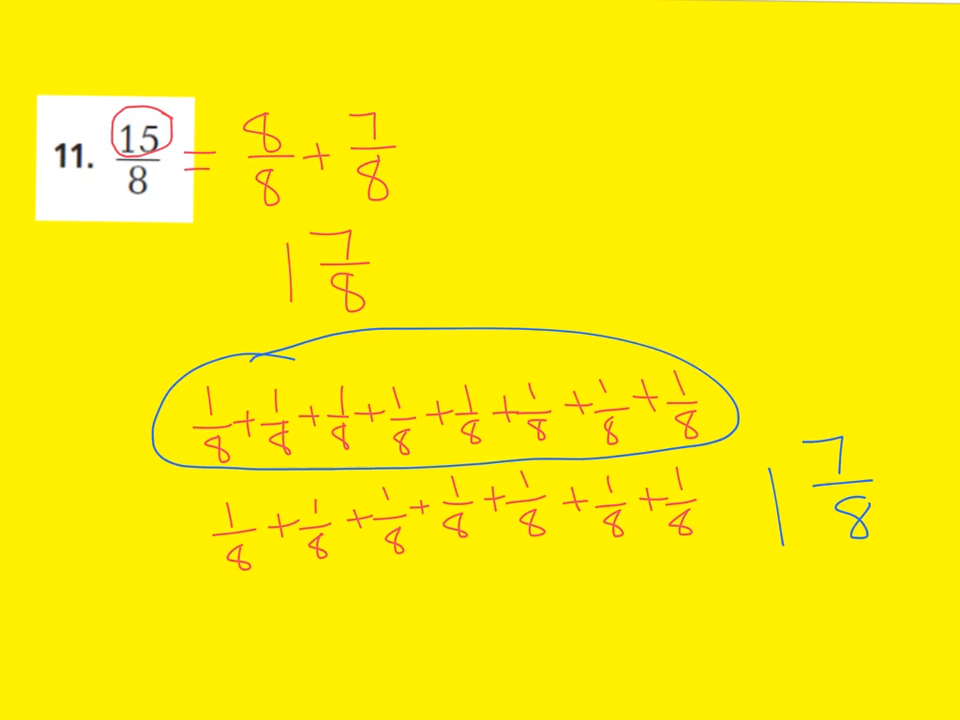 11. 15/8 = 8/8 + 7/8
1 7/8
1/8 + 1/8 + 1/8 + 1/8 + 1/8 + 1/8 + 1/8 + 1/8
1/8 + 1/8 + 1/8 + 1/8 + 1/8 + 1/8 + 1/8
1 7/8